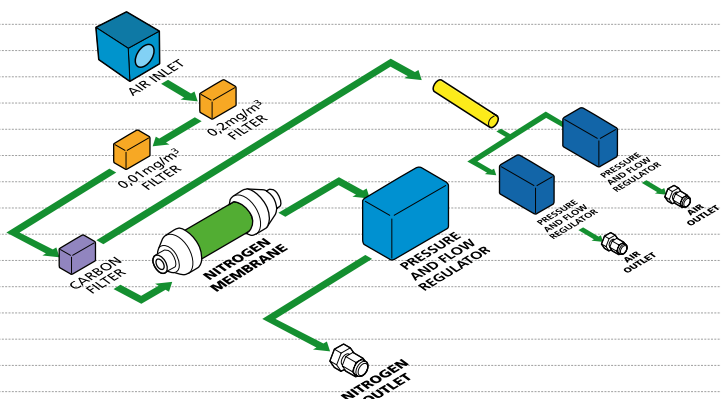 AIR INLET
0,2mg/m³
FILTER
0,01mg/m³
FILTER
CARBON
FILTER
NITROGEN
MEMBRANE
PRESSURE
AND FLOW
REGULATOR
NITROGEN
OUTLET
PRESSURE
AND FLOW
REGULATOR
AIR
OUTLET
PRESSURE
AND FLOW
REGULATOR
AIR
OUTLET